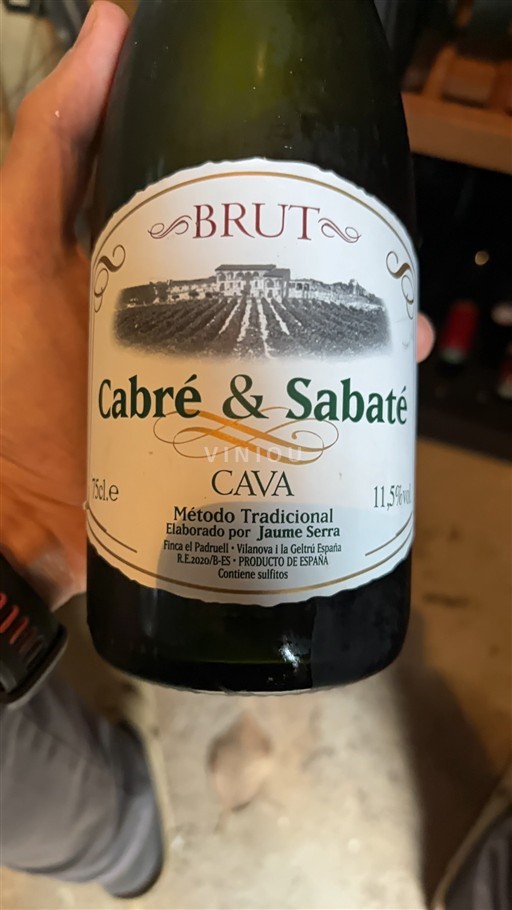 BRUT
Cabré & Sabaté
VINIOU
CAVA
75cl.e
11,5%vol.
Método Tradicional
Elaborado por Jaume Serra
Finca el Padruell • Vilanova i la Geltrú España
R.E.2020/B-ES • PRODUCTO DE ESPAÑA
Contiene sulfitos